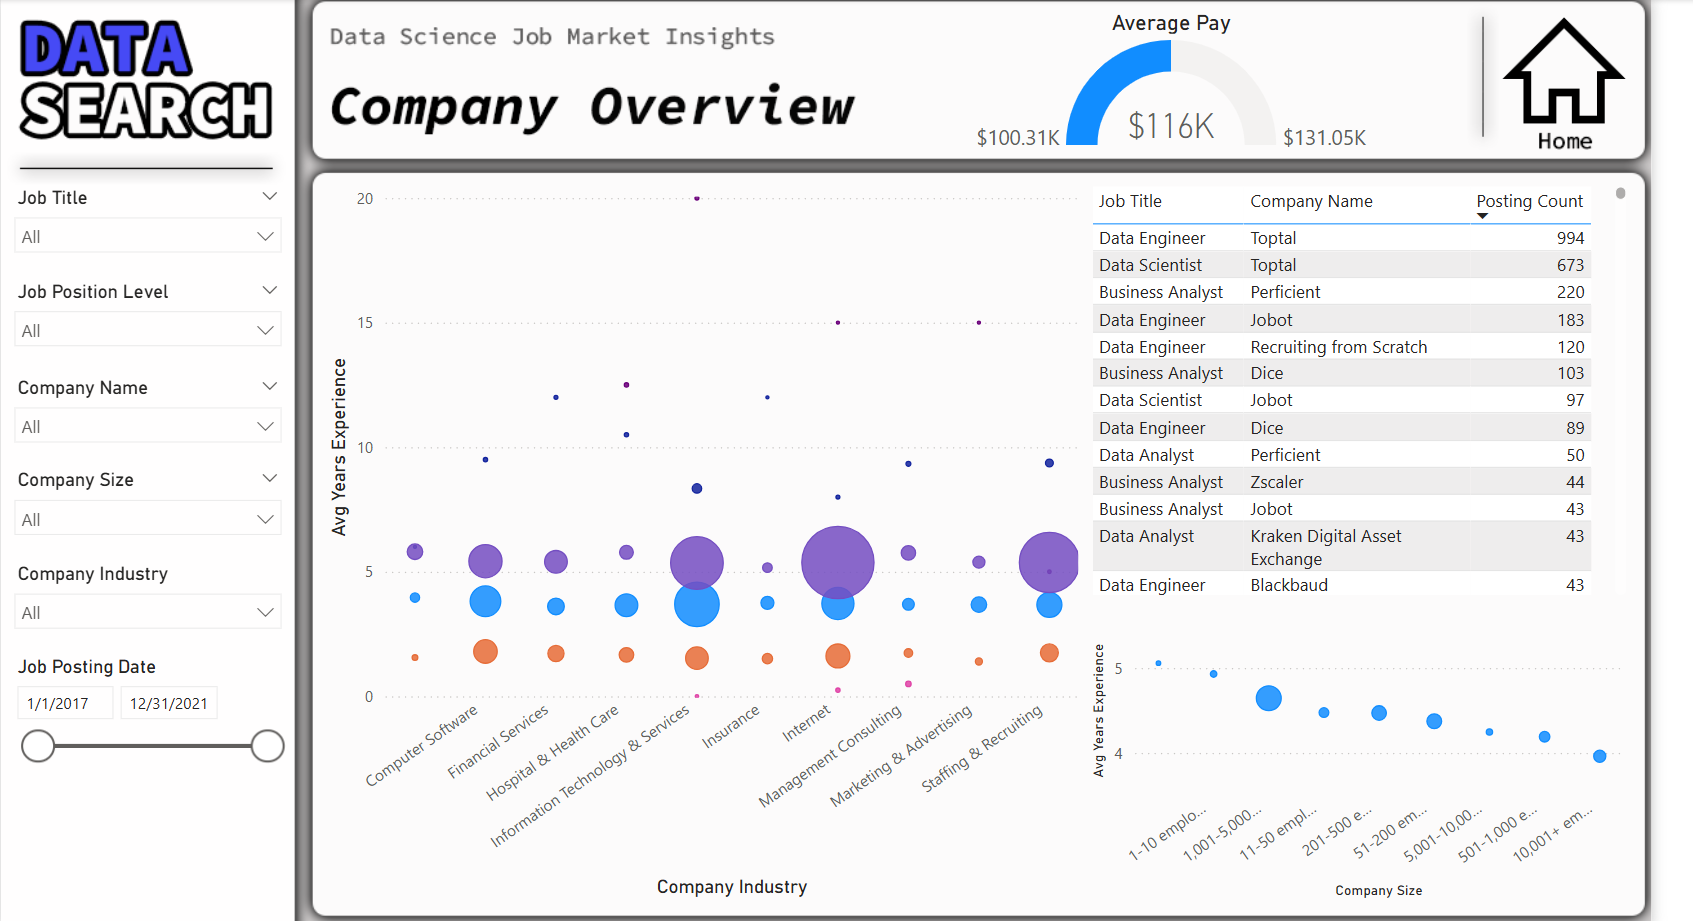 DATA
SEARCH
Data Science Job Market Insights
Company Overview
Average Pay
$116K
$100.31K
$131.05K
Home
Job Title
All
Job Position Level
All
Company Name
All
Company Size
All
Company Industry
All
Job Posting Date
1/1/2017 12/31/2021
Avg Years Experience
20
15
10
5
0
Computer Software
Financial Services
Hospital & Health Care
Information Technology & Services
Insurance
Internet
Management Consulting
Marketing & Advertising
Staffing & Recruiting
Company Industry
Job Title Company Name Posting Count
Data Engineer Toptal 994
Data Scientist Toptal 673
Business Analyst Perficient 220
Data Engineer Jobot 183
Data Engineer Recruiting from Scratch 120
Business Analyst Dice 103
Data Scientist Jobot 97
Data Engineer Dice 89
Data Analyst Perficient 50
Business Analyst Zscaler 44
Business Analyst Jobot 43
Data Analyst Kraken Digital Asset 43
Exchange
Data Engineer Blackbaud 43
Avg Years Experience
5
4
1-10 emplo...
1,001-5,000...
11-50 empl...
201-500 e...
51-200 em...
5,001-10,00...
501-1,000 e...
10,001+ em...
Company Size